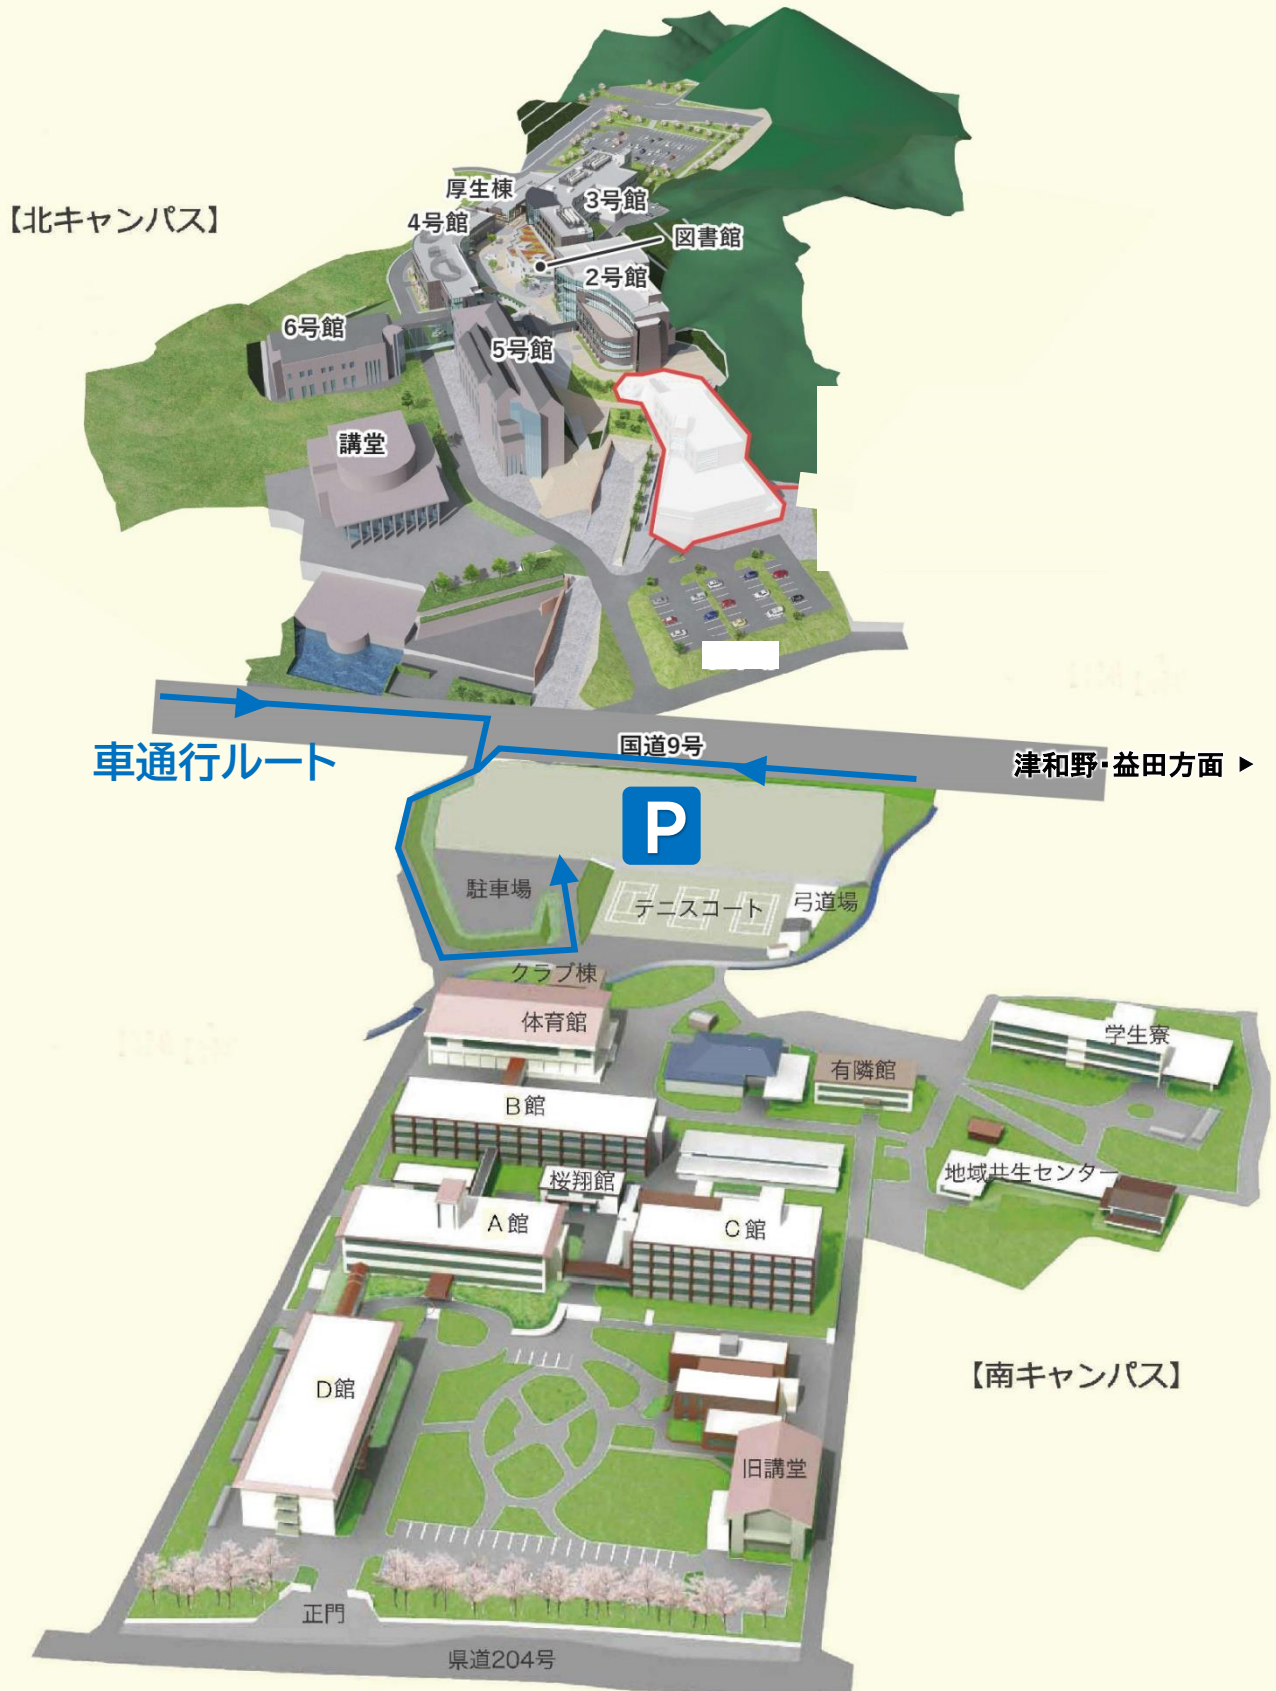 厚生棟
3号館
【北キャンパス】
4号館
図書館
2号館
6号館
5号館
講堂
国道9号
車通行ルート
津和野・益田方面 ▶
P
駐車場
テニスコート
弓道場
クラブ棟
体育館
学生寮
有隣館
B館
地域共生センター
桜翔館
A館
C館
【南キャンパス】
D館
旧講堂
正門
県道204号